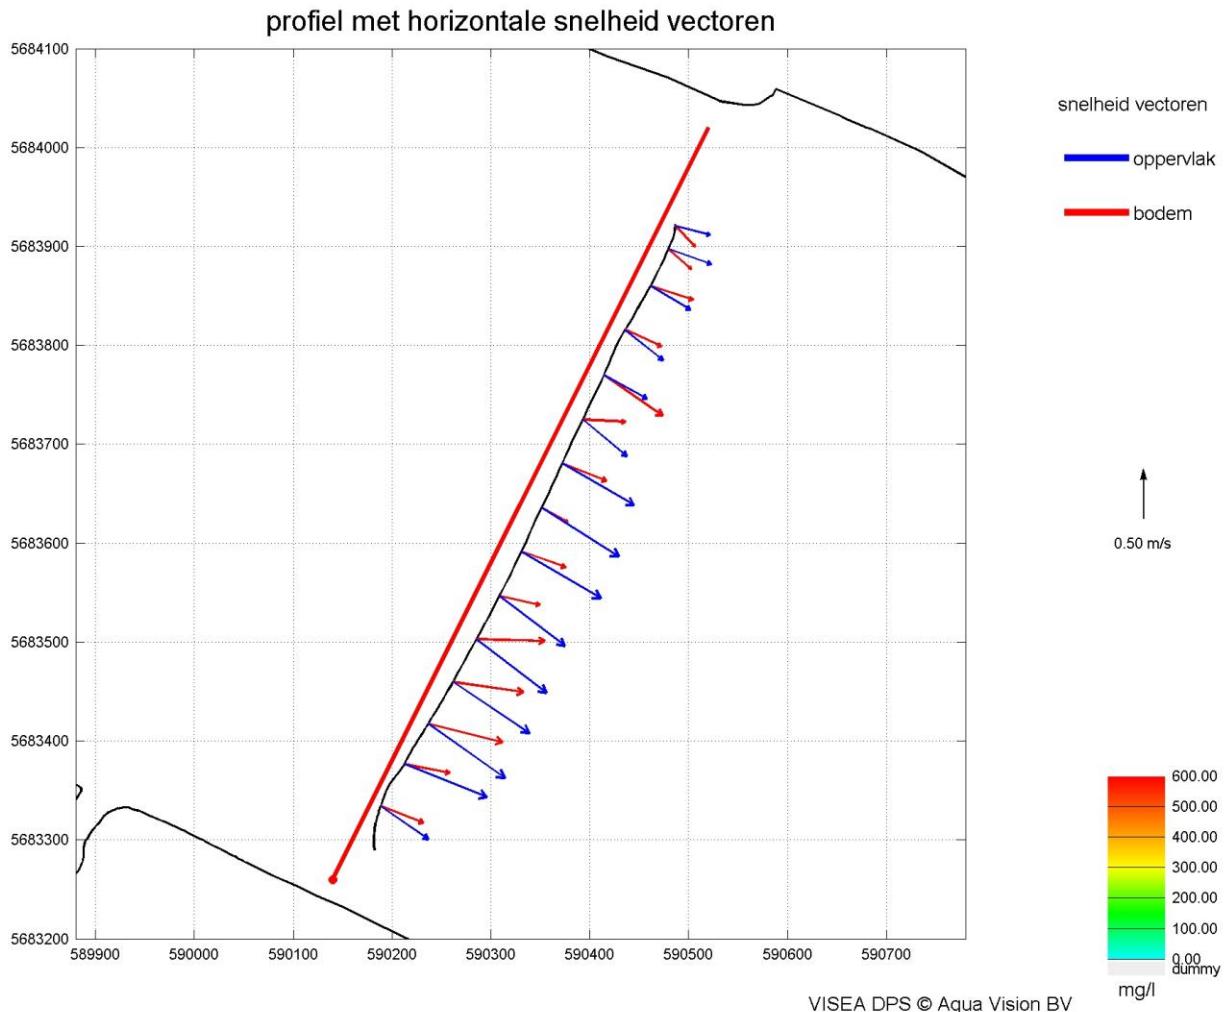 profiel met horizontale snelheid vectoren
5684100
5684000
5683900
5683800
5683700
5683600
5683500
5683400
5683300
5683200
589900 590000 590100 590200 590300 590400 590500 590600 590700
snelheid vectoren
oppervlak
bodem
0.50 m/s
600.00
500.00
400.00
300.00
200.00
100.00
0.00
dummy
mg/l
VISEA DPS © Aqua Vision BV